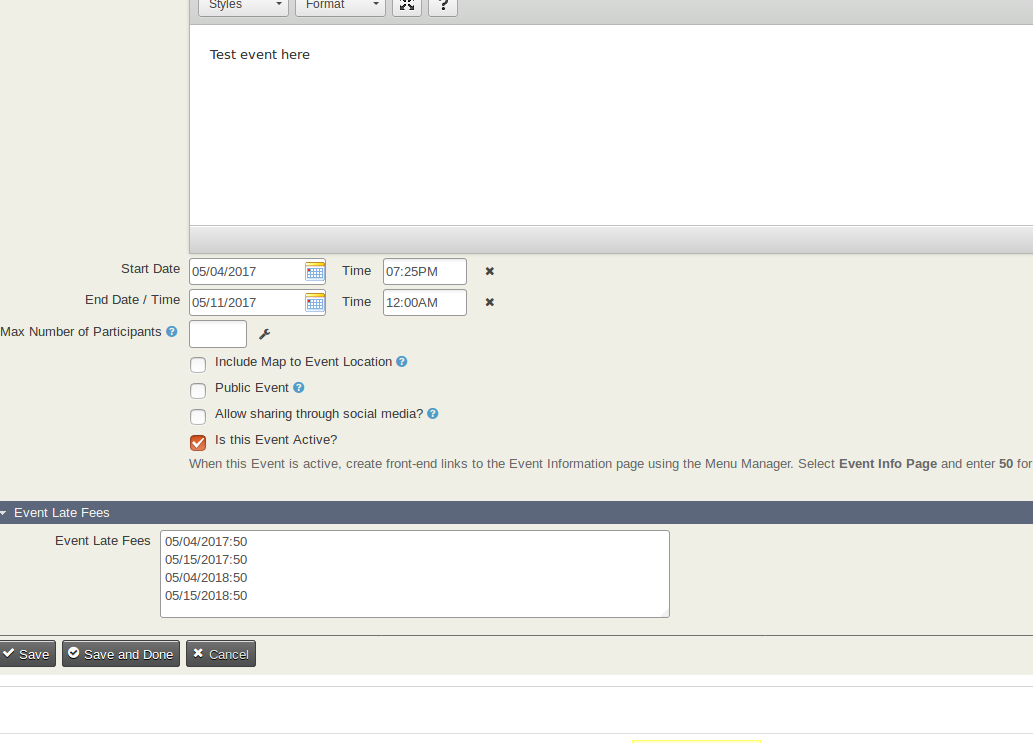 Styles Format ?
Test event here
Start Date 05/04/2017 Time 07:25PM
End Date / Time 05/11/2017 Time 12:00AM
Max Number of Participants ?
Include Map to Event Location ?
Public Event ?
Allow sharing through social media? ?
Is this Event Active?
When this Event is active, create front-end links to the Event Information page using the Menu Manager. Select Event Info Page and enter 50 for
Event Late Fees
Event Late Fees 05/04/2017:50
05/15/2017:50
05/04/2018:50
05/15/2018:50
Save Save and Done Cancel